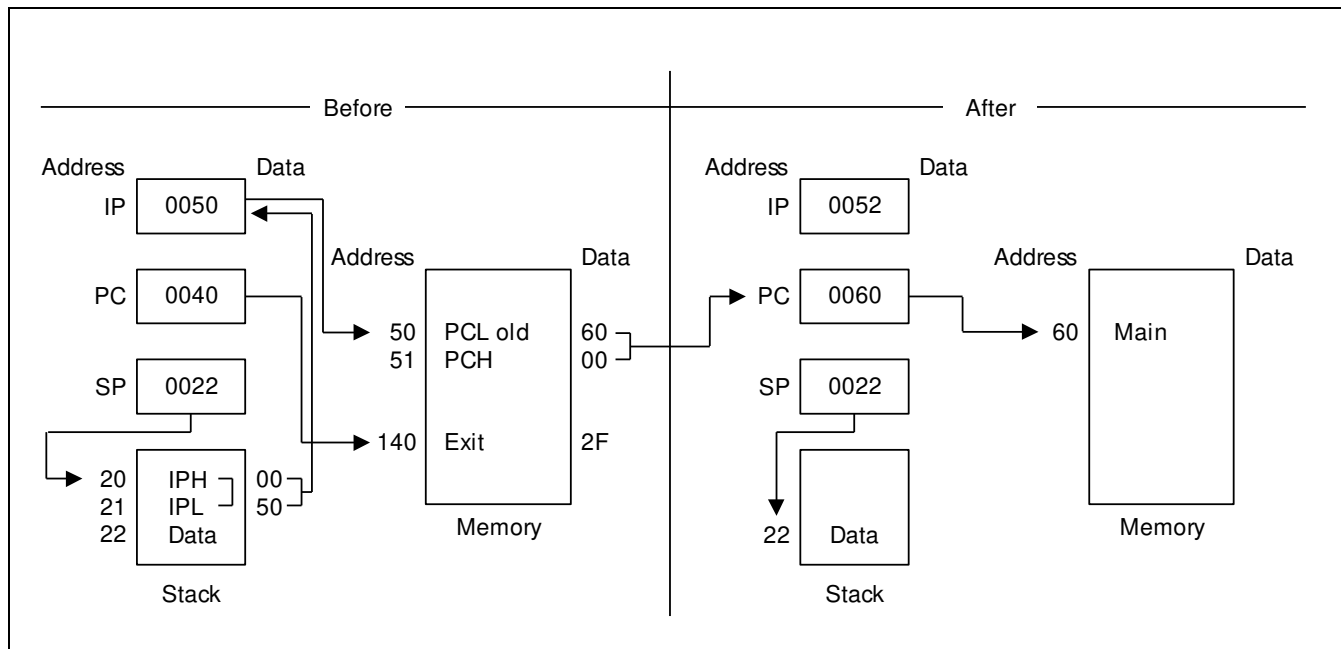 Before
Address Data
IP 0050
Address Data
PC 0040
50 PCL old 60
51 PCH 00
SP 0022
140 Exit 2F
20 IPH 00
21 IPL 50
22 Data
Memory
Stack
After
Address Data
IP 0052
Address Data
PC 0060
60 Main
SP 0022
22 Data
Memory
Stack